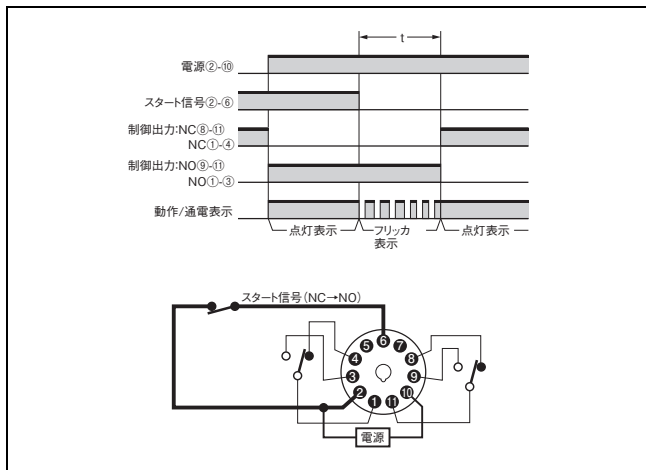 t
電源②-⑩
スタート信号②-⑥
制御出力:NC⑧-⑪
NC①-④
制御出力:NO⑨-⑪
NO①-③
動作/通電表示
点灯表示
フリッカ
表示
点灯表示
スタート信号(NC→NO)
❺ ❻ ❼
❹ ❽
❸ ❾
❷ ❿
❶ ⓫
電源